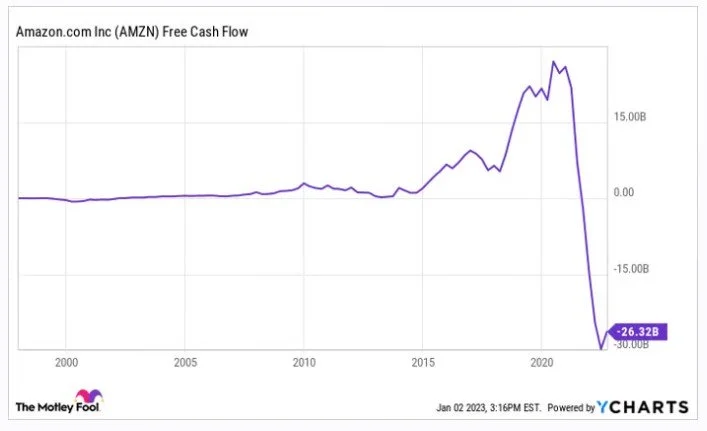 Amazon.com Inc (AMZN) Free Cash Flow
15.00B
0.00
-15.00B
-26.32B
-30.00B
2000 2005 2010 2015 2020
The Motley Fool.
Jan 02 2023, 3:16PM EST. Powered by YCHARTS